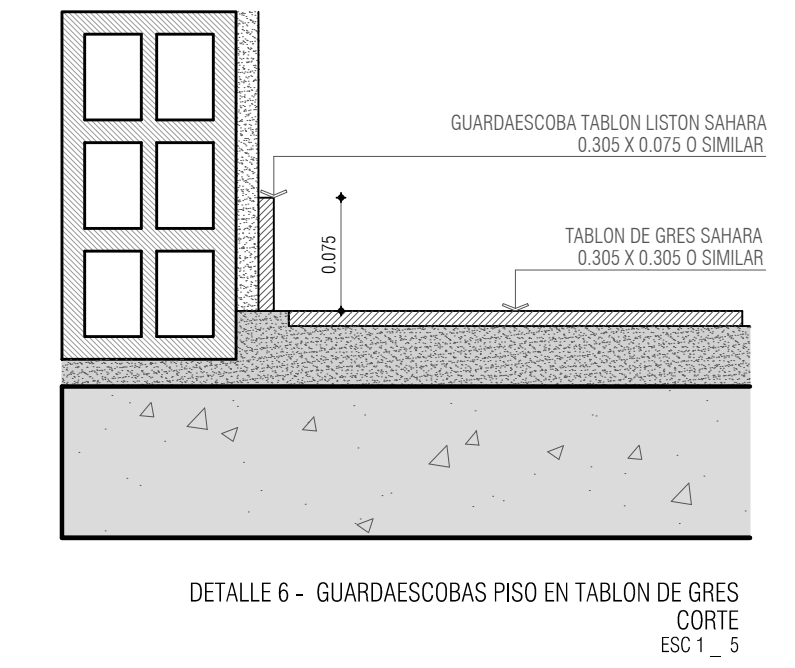 GUARDAESCOBA TABLON LISTON SAHARA
0.305 X 0.075 O SIMILAR
TABLON DE GRES SAHARA
0.305 X 0.305 O SIMILAR
0.075
DETALLE 6 - GUARDAESCOBAS PISO EN TABLON DE GRES
CORTE
ESC 1 _ 5